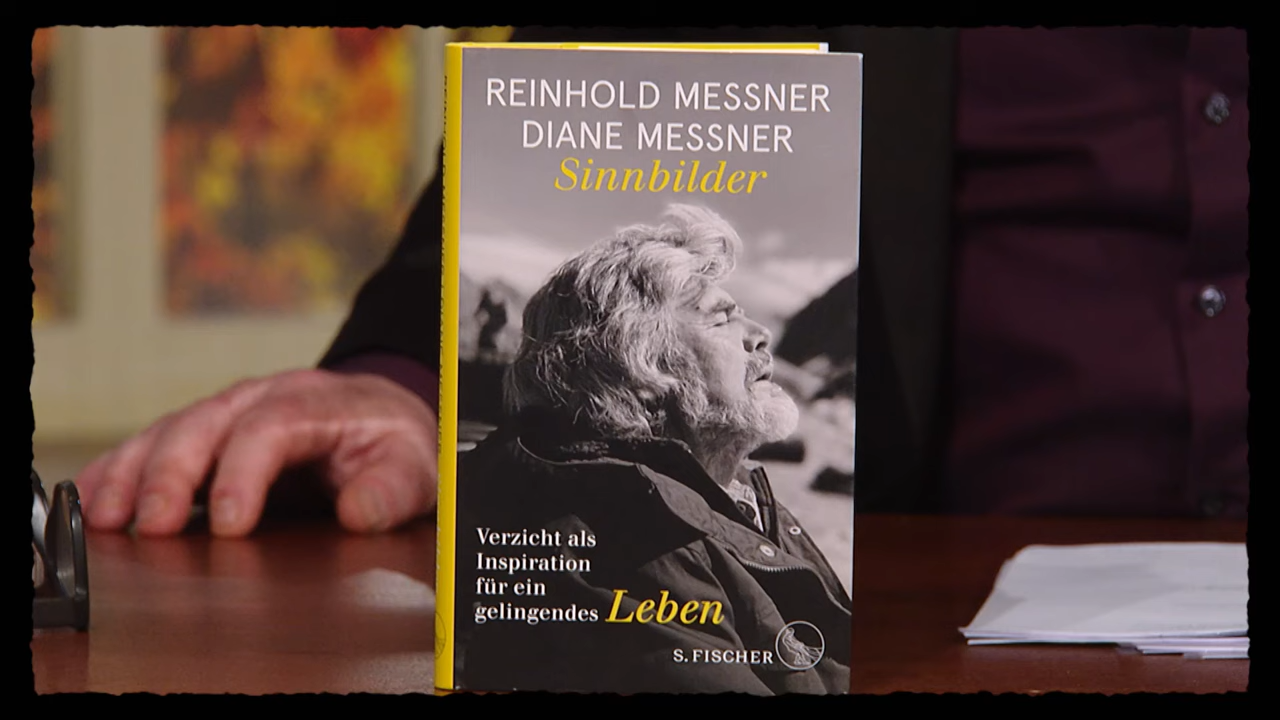 REINHOLD MESSNER
DIANE MESSNER
Sinnbilder
Verzicht als
Inspiration
für ein
gelingendes Leben
S. FISCHER